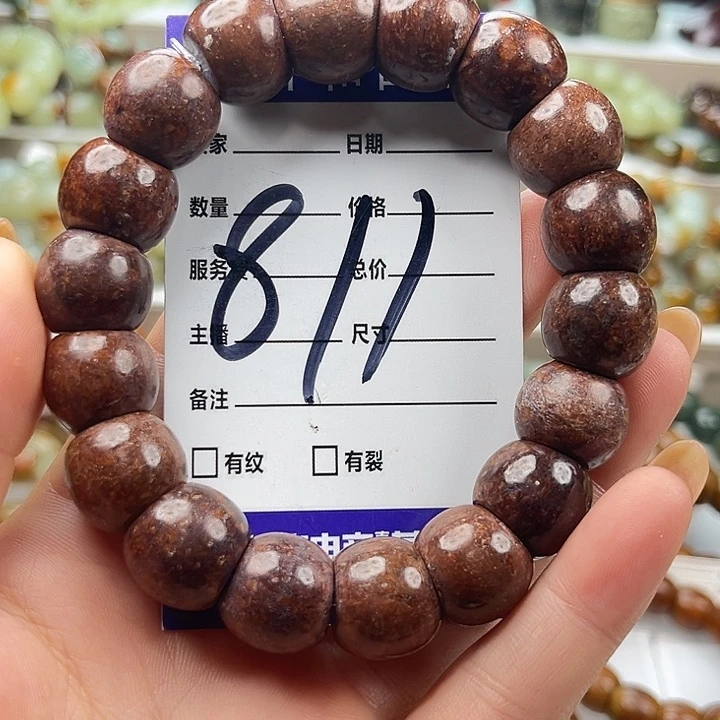 家 日期
数量 价格
服务 总价
811
主播 尺寸
备注
有纹 有裂